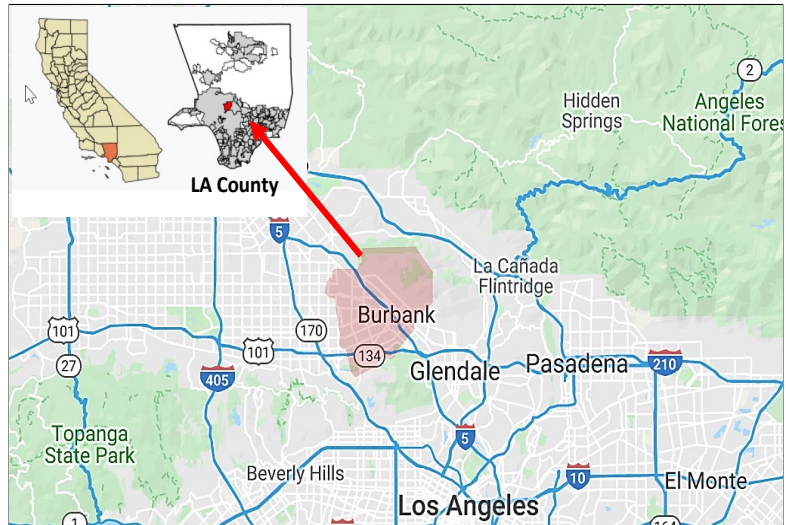 LA County
2
Hidden
Springs
Angeles
National Fores
5
La Cañada
Flintridge
Burbank
101
170
101
134
27
405
Glendale
Pasadena
210
Topanga
State Park
5
Beverly Hills
10
El Monte
Los Angeles
1
164